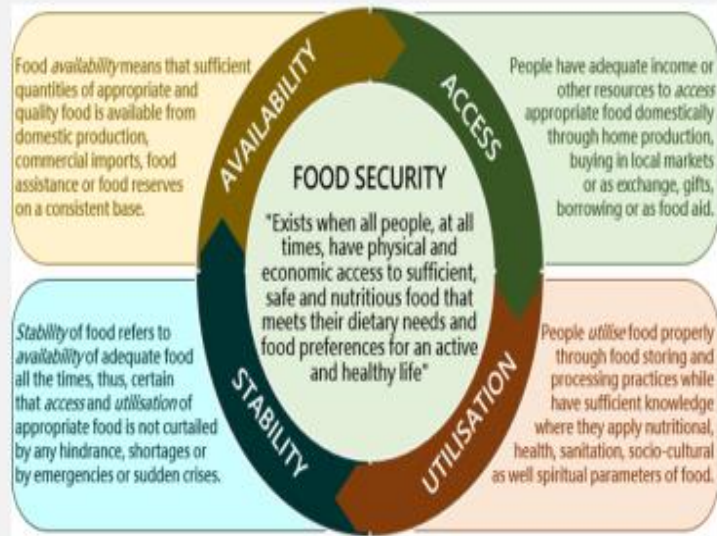 AVAILABILITY
Food availability means that sufficient
quantities of appropriate and
quality food is available from
domestic production,
commercial imports, food
assistance or food reserves
on a consistent base.
ACCESS
People have adequate income or
other resources to access
appropriate food domestically
through home production,
buying in local markets
or as exchange, gifts,
borrowing or as food aid.
FOOD SECURITY
"Exists when all people, at all
times, have physical and
economic access to sufficient,
safe and nutritious food that
meets their dietary needs and
food preferences for an active
and healthy life"
STABILITY
Stability of food refers to
availability of adequate food
all the times, thus, certain
that access and utilisation of
appropriate food is not curtailed
by any hindrance, shortages or
by emergencies or sudden crises.
UTILISATION
People utilise food properly
through food storing and
processing practices while
have sufficient knowledge
where they apply nutritional,
health, sanitation, socio-cultural
as well spiritual parameters of food.